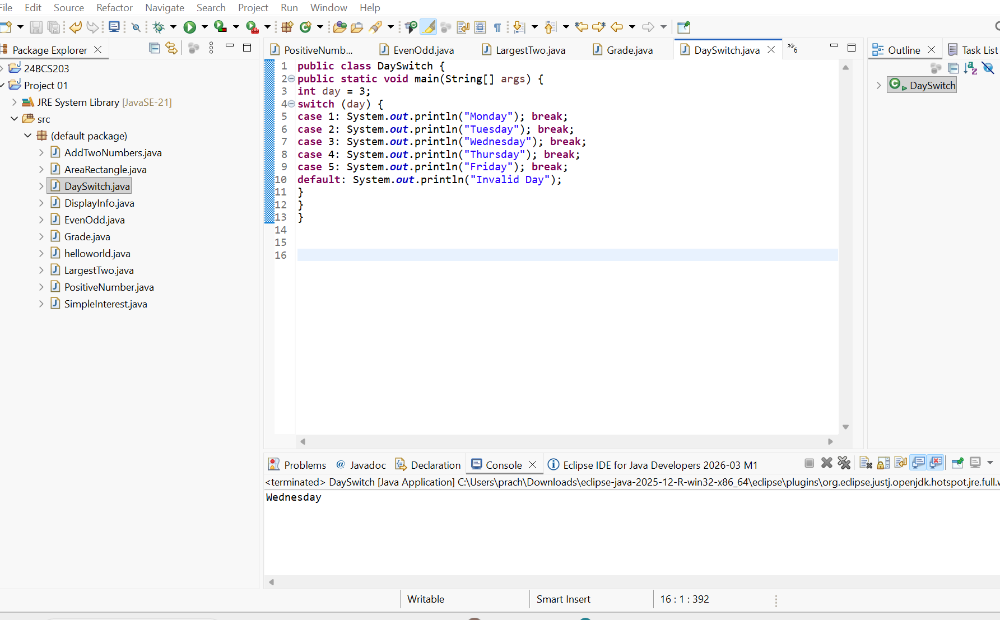 File Edit Source Refactor Navigate Search Project Run Window Help
Package Explorer
24BCS203
Project 01
JRE System Library [JavaSE-21]
src
(default package)
AddTwoNumbers.java
AreaRectangle.java
DaySwitch.java
DisplayInfo.java
EvenOdd.java
Grade.java
helloworld.java
LargestTwo.java
PositiveNumber.java
SimpleInterest.java
PositiveNumb... EvenOdd.java LargestTwo.java Grade.java DaySwitch.java »6
1 public class DaySwitch {
2 public static void main(String[] args) {
3 int day = 3;
4 switch (day) {
5 case 1: System.out.println("Monday"); break;
6 case 2: System.out.println("Tuesday"); break;
7 case 3: System.out.println("Wednesday"); break;
8 case 4: System.out.println("Thursday"); break;
9 case 5: System.out.println("Friday"); break;
10 default: System.out.println("Invalid Day");
11 }
12 }
13 }
14
15
16
Outline Task List
DaySwitch
Problems @ Javadoc Declaration Console Eclipse IDE for Java Developers 2026-03 M1
<terminated> DaySwitch [Java Application] C:\Users\prach\Downloads\eclipse-java-2025-12-R-win32-x86_64\eclipse\plugins\org.eclipse.justj.openjdk.hotspot.jre.full.w
Wednesday
Writable Smart Insert 16 : 1 : 392